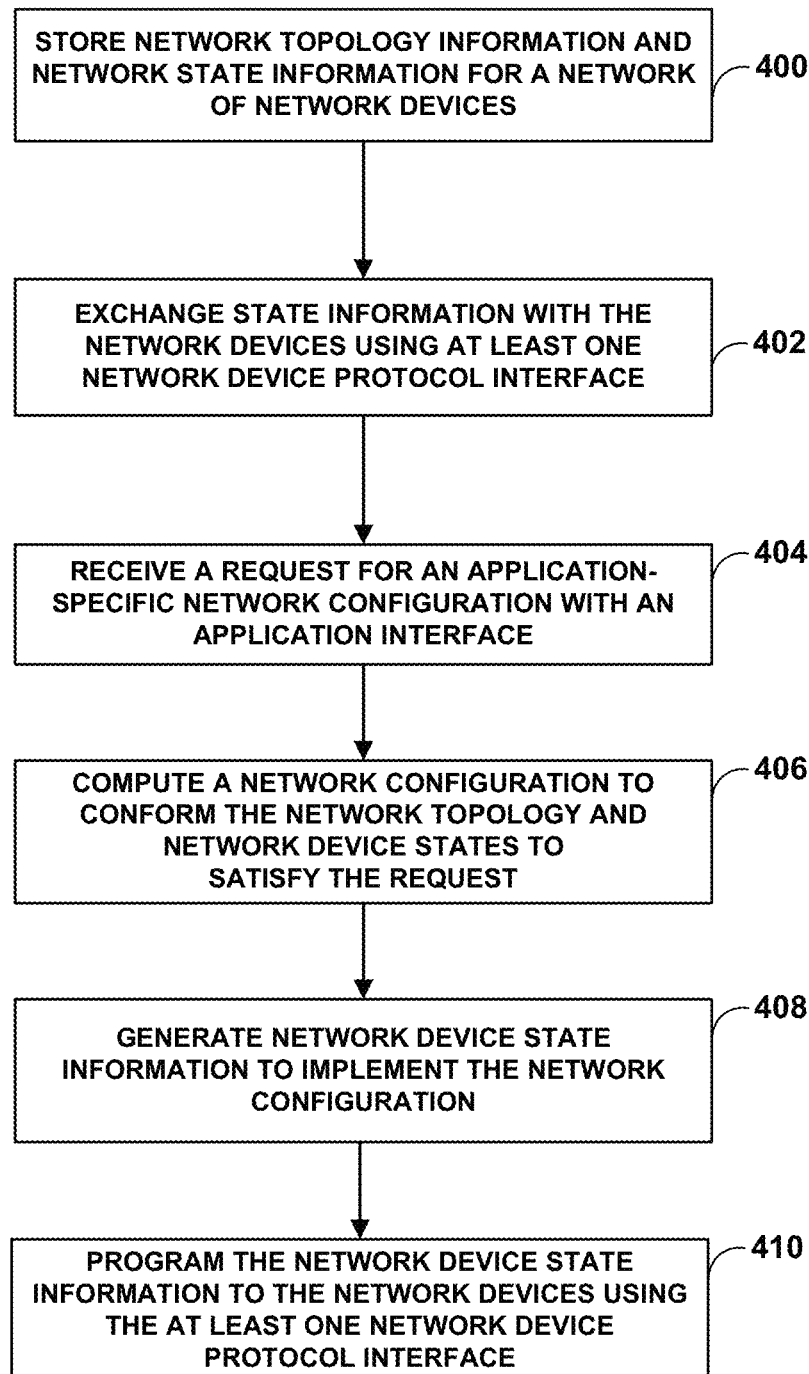 STORE NETWORK TOPOLOGY INFORMATION AND
NETWORK STATE INFORMATION FOR A NETWORK
OF NETWORK DEVICES
400
EXCHANGE STATE INFORMATION WITH THE
NETWORK DEVICES USING AT LEAST ONE
NETWORK DEVICE PROTOCOL INTERFACE
402
RECEIVE A REQUEST FOR AN APPLICATION-
SPECIFIC NETWORK CONFIGURATION WITH AN
APPLICATION INTERFACE
404
COMPUTE A NETWORK CONFIGURATION TO
CONFORM THE NETWORK TOPOLOGY AND
NETWORK DEVICE STATES TO
SATISFY THE REQUEST
406
GENERATE NETWORK DEVICE STATE
INFORMATION TO IMPLEMENT THE NETWORK
CONFIGURATION
408
PROGRAM THE NETWORK DEVICE STATE
INFORMATION TO THE NETWORK DEVICES USING
THE AT LEAST ONE NETWORK DEVICE
PROTOCOL INTERFACE
410